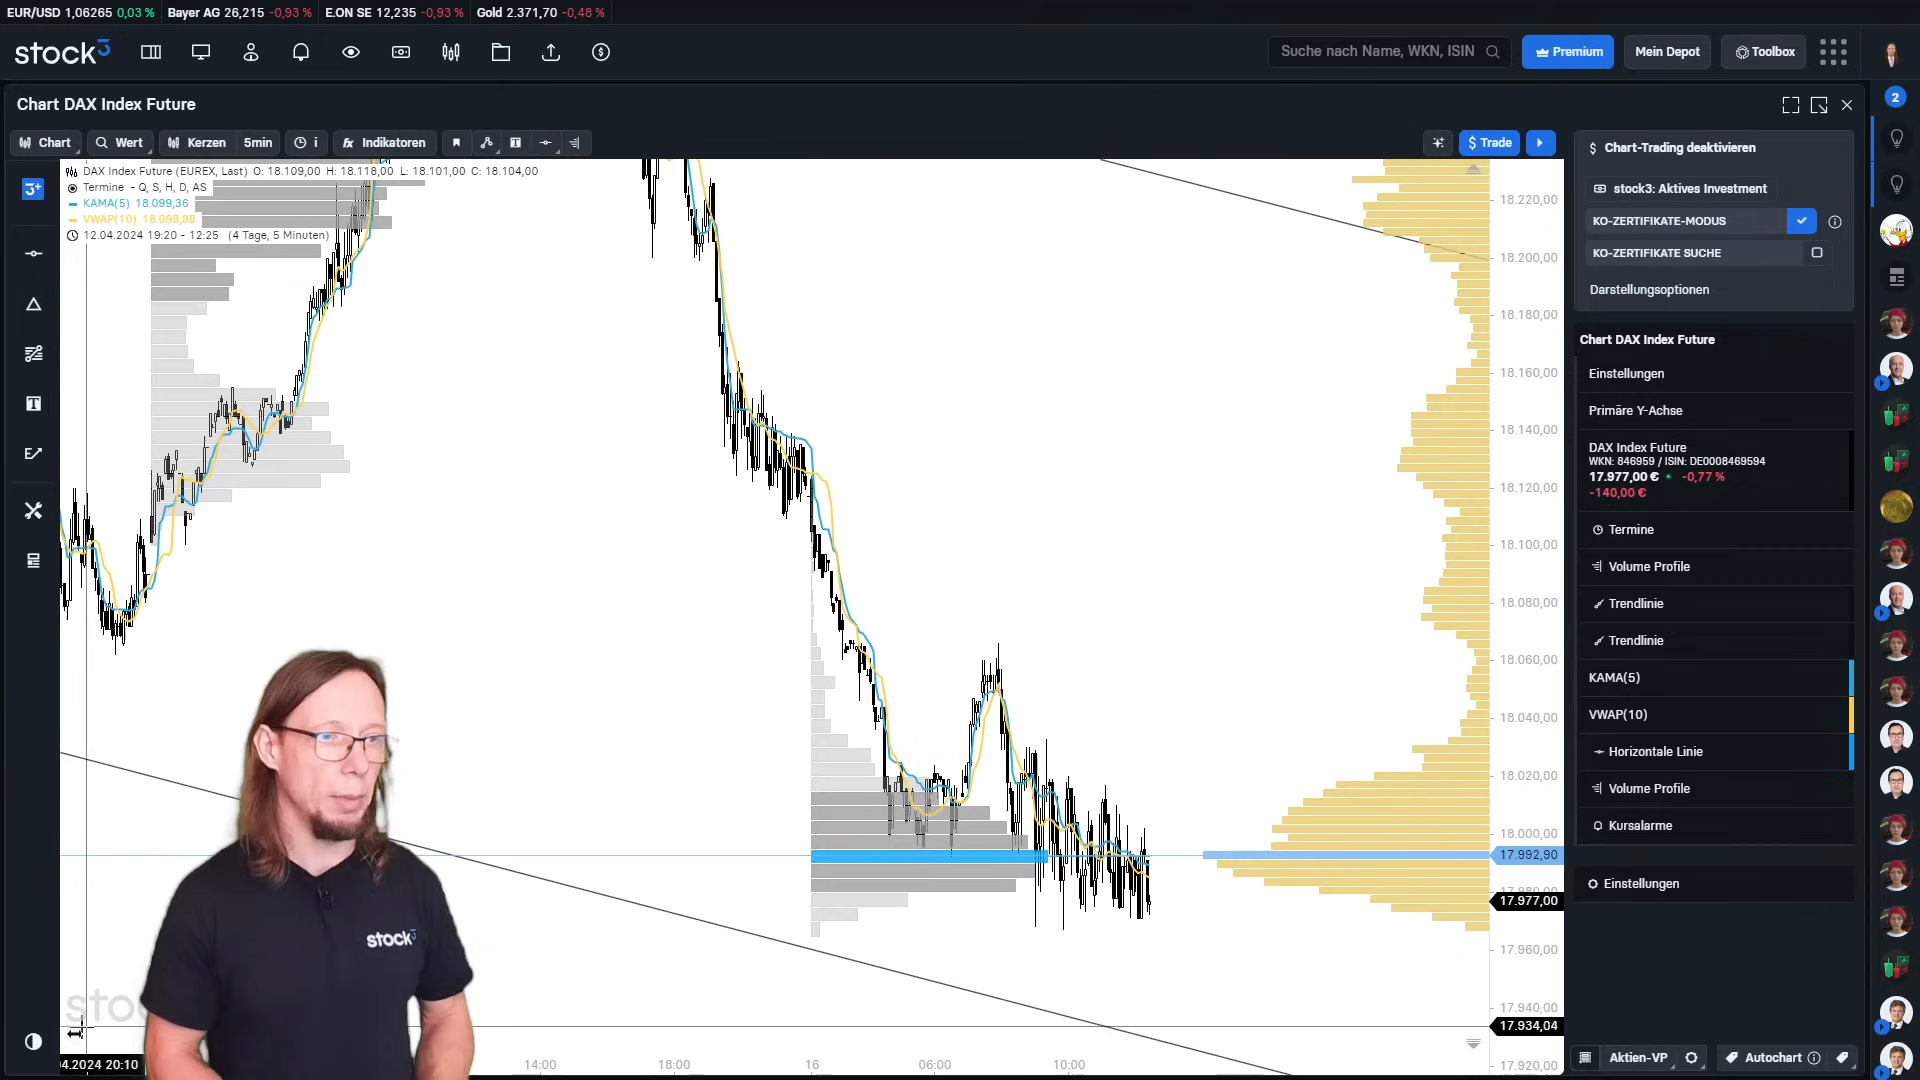 EUR/USD 1,06265 0,03 %
Bayer AG 26,215 -0,93 %
E.ON SE 12,235 -0,93 %
Gold 2.371,70 -0,48 %
stock3
Suche nach Name, WKN, ISIN
Premium
Mein Depot
Toolbox
Chart DAX Index Future
2
Chart
Wert
Kerzen
5min
i
fx Indikatoren
$ Trade
DAX Index Future (EUREX, Last) O: 18.109,00 H: 18.118,00 L: 18.101,00 C: 18.104,00
Termine - Q, S, H, D, AS
KAMA(5) 18.099,36
VWAP(10) 18.098,88
12.04.2024 19:20 - 12:25 (4 Tage, 5 Minuten)
3+
18.220,00
18.200,00
18.180,00
18.160,00
18.140,00
18.120,00
18.100,00
18.080,00
18.060,00
18.040,00
18.020,00
18.000,00
17.992,90
17.980,00
17.977,00
17.960,00
17.940,00
17.934,04
17.920,00
stock3
04.2024 20:10
14:00
18:00
16
06:00
10:00
$ Chart-Trading deaktivieren
stock3: Aktives Investment
KO-ZERTIFIKATE-MODUS
KO-ZERTIFIKATE SUCHE
Darstellungsoptionen
Chart DAX Index Future
Einstellungen
Primäre Y-Achse
DAX Index Future
WKN: 846959 / ISIN: DE0008469594
17.977,00 € -0,77 %
-140,00 €
Termine
Volume Profile
Trendlinie
Trendlinie
KAMA(5)
VWAP(10)
Horizontale Linie
Volume Profile
Kursalarme
Einstellungen
Aktien-VP
Autochart